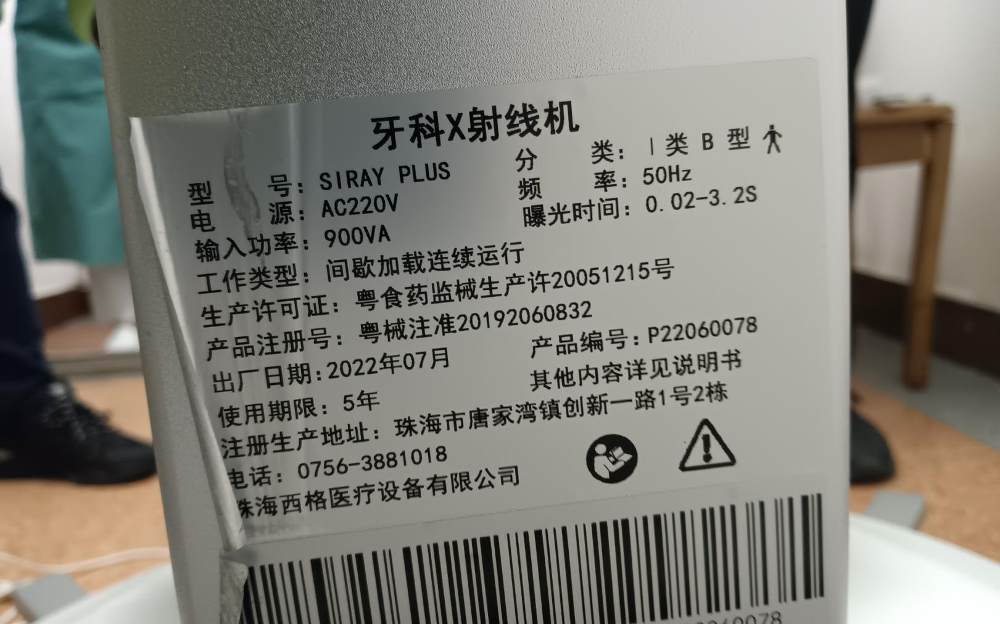 牙科X射线机
型 号：SIRAY PLUS 分 类：I 类 B 型
电 源：AC220V 频 率：50Hz
输入功率：900VA 曝光时间：0.02-3.2S
工作类型：间歇加载连续运行
生产许可证：粤食药监械生产许20051215号
产品注册号：粤械注准20192060832
出厂日期：2022年07月 产品编号：P22060078
使用期限：5年 其他内容详见说明书
注册生产地址：珠海市唐家湾镇创新一路1号2栋
电话：0756-3881018
珠海西格医疗设备有限公司